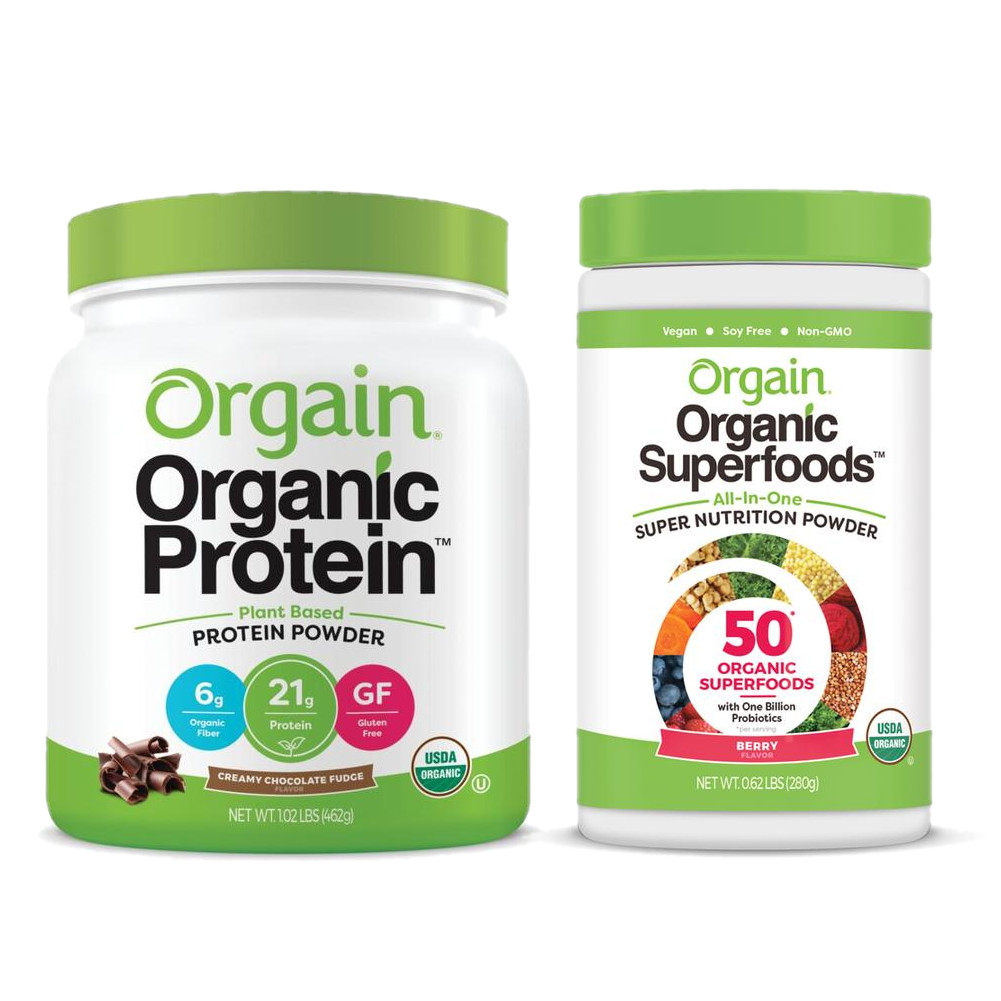 Orgain®
Organic
Protein™
Plant Based
PROTEIN POWDER
6g
Organic
Fiber
21g
Protein
GF
Gluten
Free
CREAMY CHOCOLATE FUDGE
FLAVOR
USDA
ORGANIC
U
NET WT. 1.02 LBS (462g)
Vegan • Soy Free • Non-GMO
Orgain®
Organic
Superfoods™
All-In-One
SUPER NUTRITION POWDER
50*
ORGANIC
SUPERFOODS
with One Billion
Probiotics
*per serving
BERRY
FLAVOR
USDA
ORGANIC
NET WT. 0.62 LBS (280g)